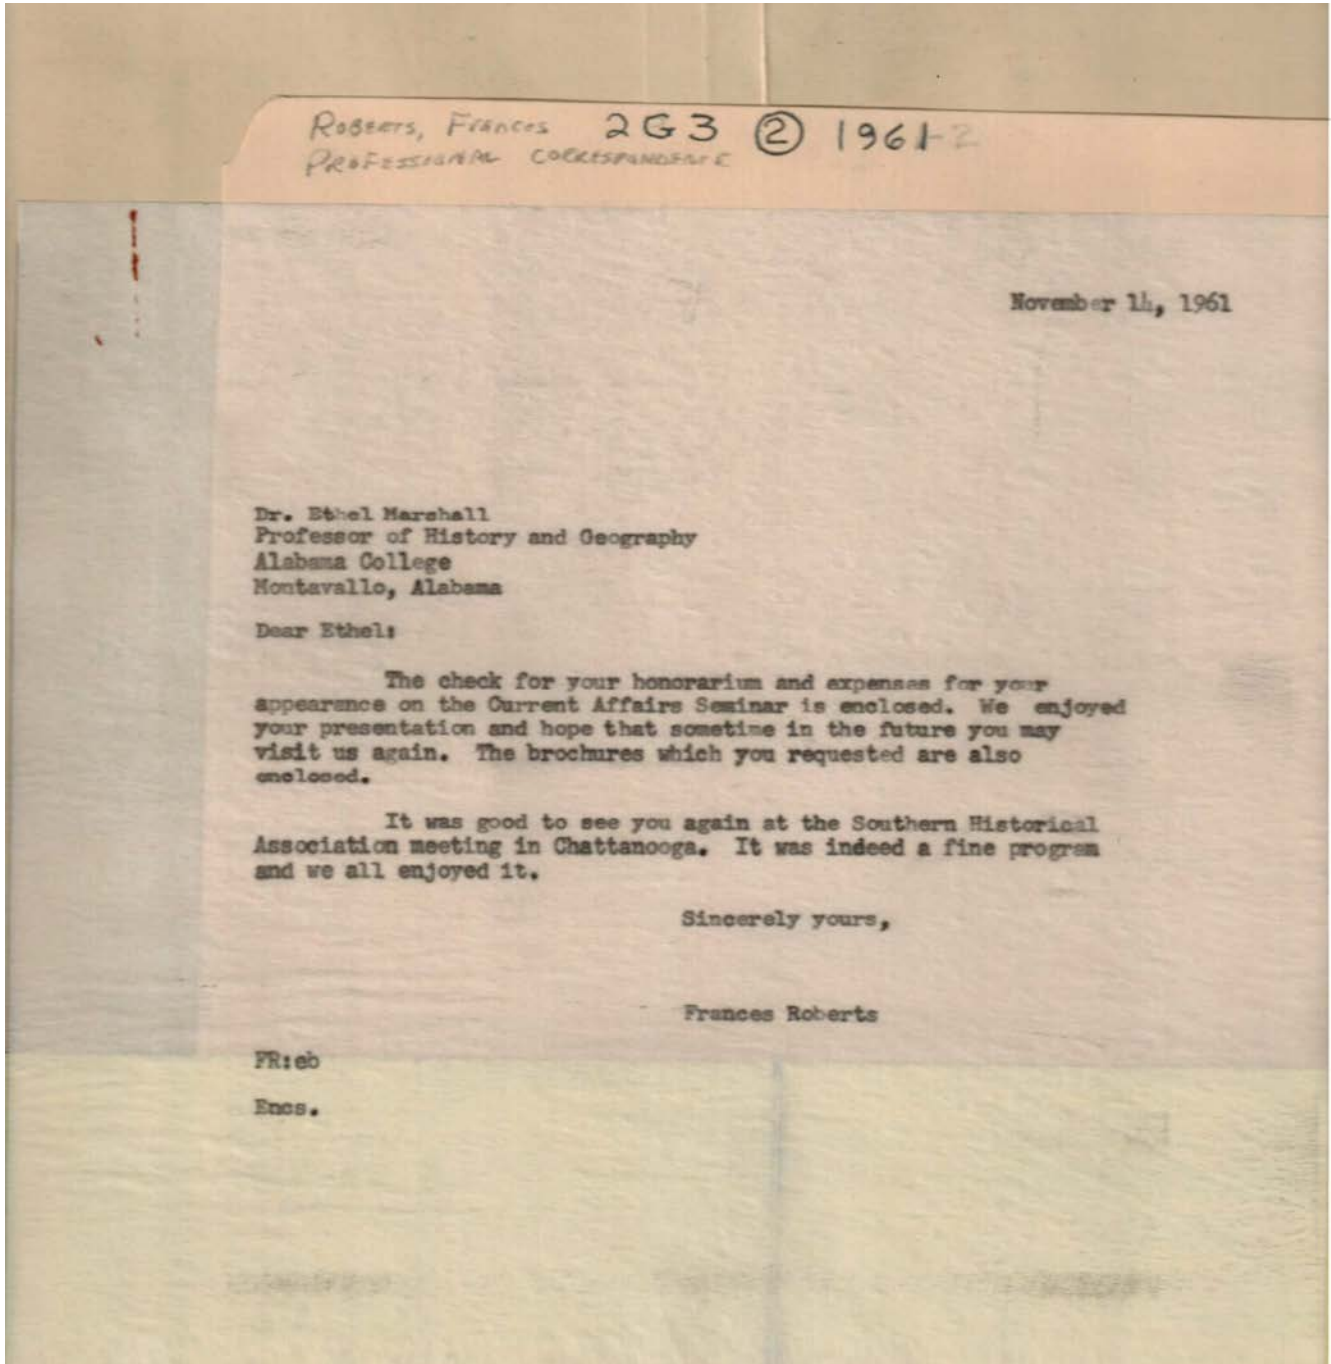 Roberts, Frances 2G3 ② 1961-2
Professional Correspondence
November 14, 1961
Dr. Ethel Marshall
Professor of History and Geography
Alabama College
Montavallo, Alabama
Dear Ethel:
The check for your honorarium and expenses for your
appearance on the Current Affairs Seminar is enclosed. We enjoyed
your presentation and hope that sometime in the future you may
visit us again. The brochures which you requested are also
enclosed.
It was good to see you again at the Southern Historical
Association meeting in Chattanooga. It was indeed a fine program
and we all enjoyed it.
Sincerely yours,
Frances Roberts
FR:eb
Encs.